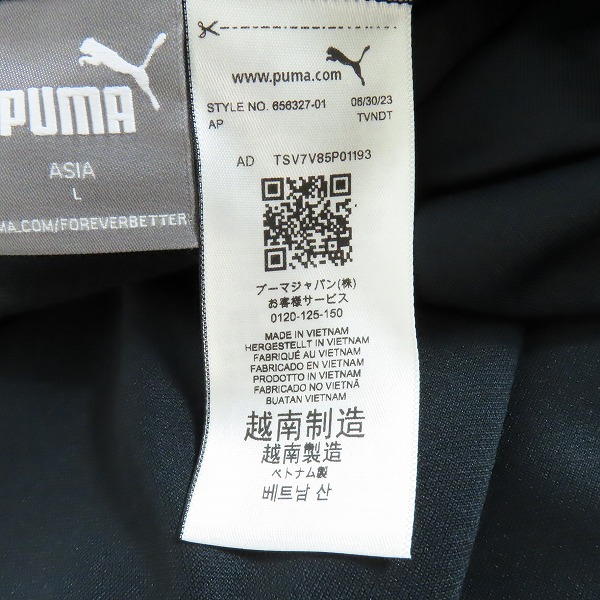 PUMA
ASIA
L
MA.COM/FOREVERBETTER
www.puma.com
STYLE NO. 656327-01 06/30/23
AP TVNDT
AD TSV7V85P01193
プーマジャパン(株)
お客様サービス
0120-125-150
MADE IN VIETNAM
HERGESTELLT IN VIETNAM
FABRIQUÉ AU VIETNAM
FABRICADO EN VIETNAM
PRODOTTO IN VIETNAM
FABRICADO NO VIETNÃ
BUATAN VIETNAM
越南制造
越南製造
ベトナム製
베트남 산